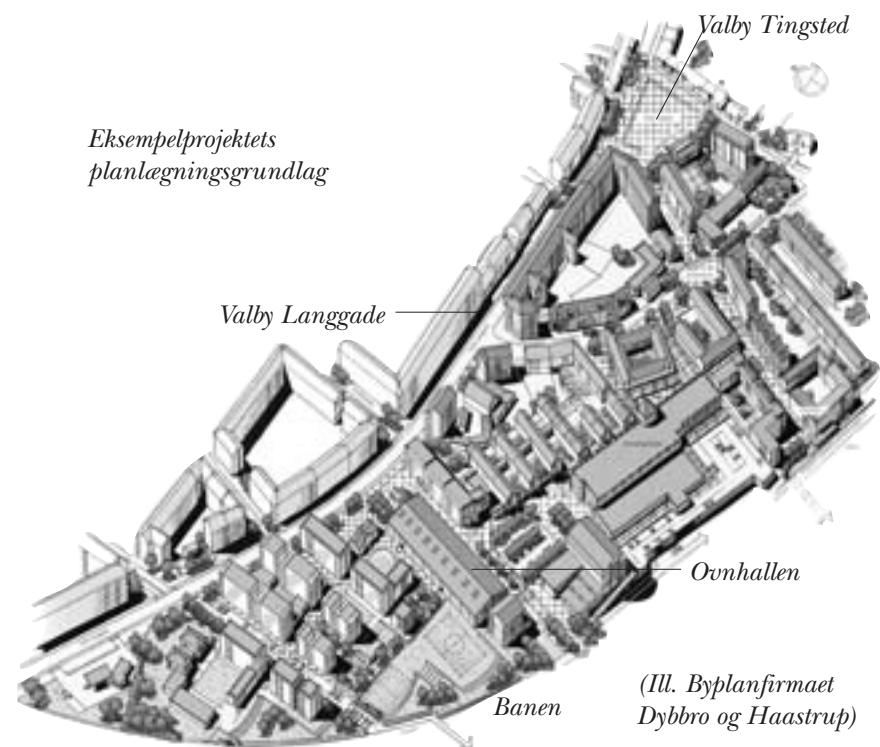 Valby Tingsted
Eksempelprojektets
planlægningsgrundlag
Valby Langgade
Ovnhallen
Banen
(Ill. Byplanfirmaet
Dybbro og Haastrup)